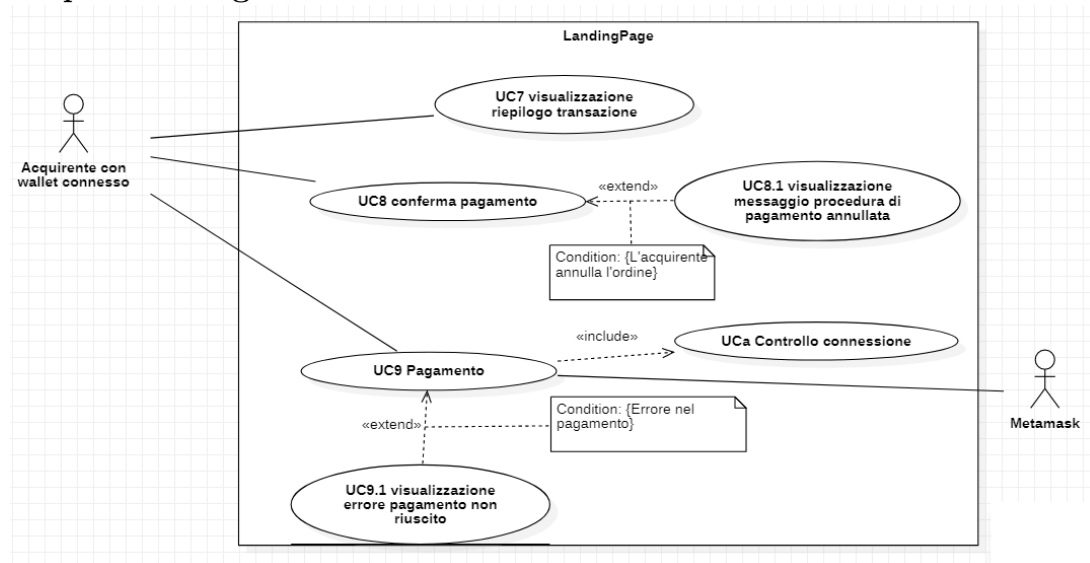 LandingPage
UC7 visualizzazione
riepilogo transazione
Acquirente con
wallet connesso
UC8 conferma pagamento
«extend»
UC8.1 visualizzazione
messaggio procedura di
pagamento annullata
Condition: {L'acquirente
annulla l'ordine}
«include»
UCa Controllo connessione
UC9 Pagamento
Metamask
Condition: {Errore nel
pagamento}
«extend»
UC9.1 visualizzazione
errore pagamento non
riuscito